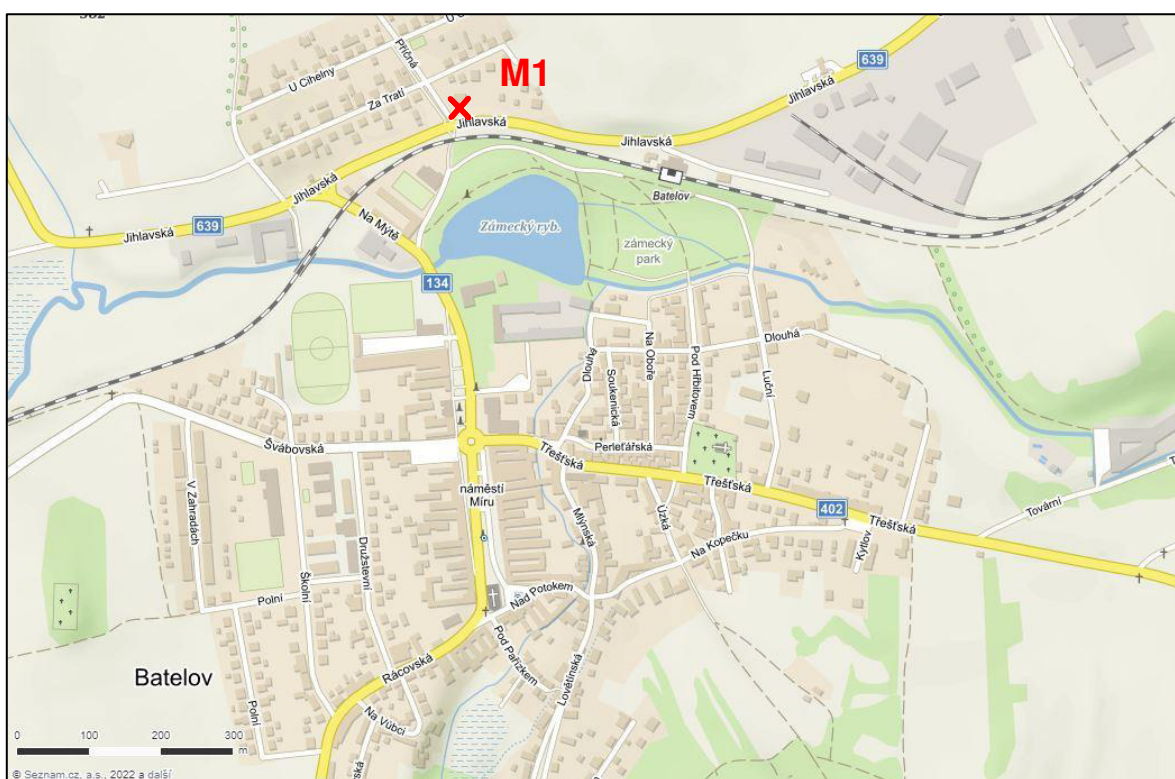 M1
U Cihelny
Příčná
Za Tratí
639
Jihlavská
Jihlavská
Jihlavská
Jihlavská
Jihlavská
639
Na Mýtě
Batelov
Zámecký ryb.
zámecký
park
134
Dlouhá
Dlouhá
Na Oboře
Soukenická
Pod Hřbitovem
Luční
Švábovská
Perleťářská
Třešťská
Třešťská
402
Třešťská
Tovární
náměstí
Míru
V Zahradách
Družstevní
Školní
Mlýnská
Úzká
Na Kopečku
Kytlov
Polní
Nad Potokem
Pod Pařízkem
Lovětínská
Rácovská
Batelov
Polní
Na Vůbci
0 100 200 300
m
© Seznam.cz, a.s., 2022 a další